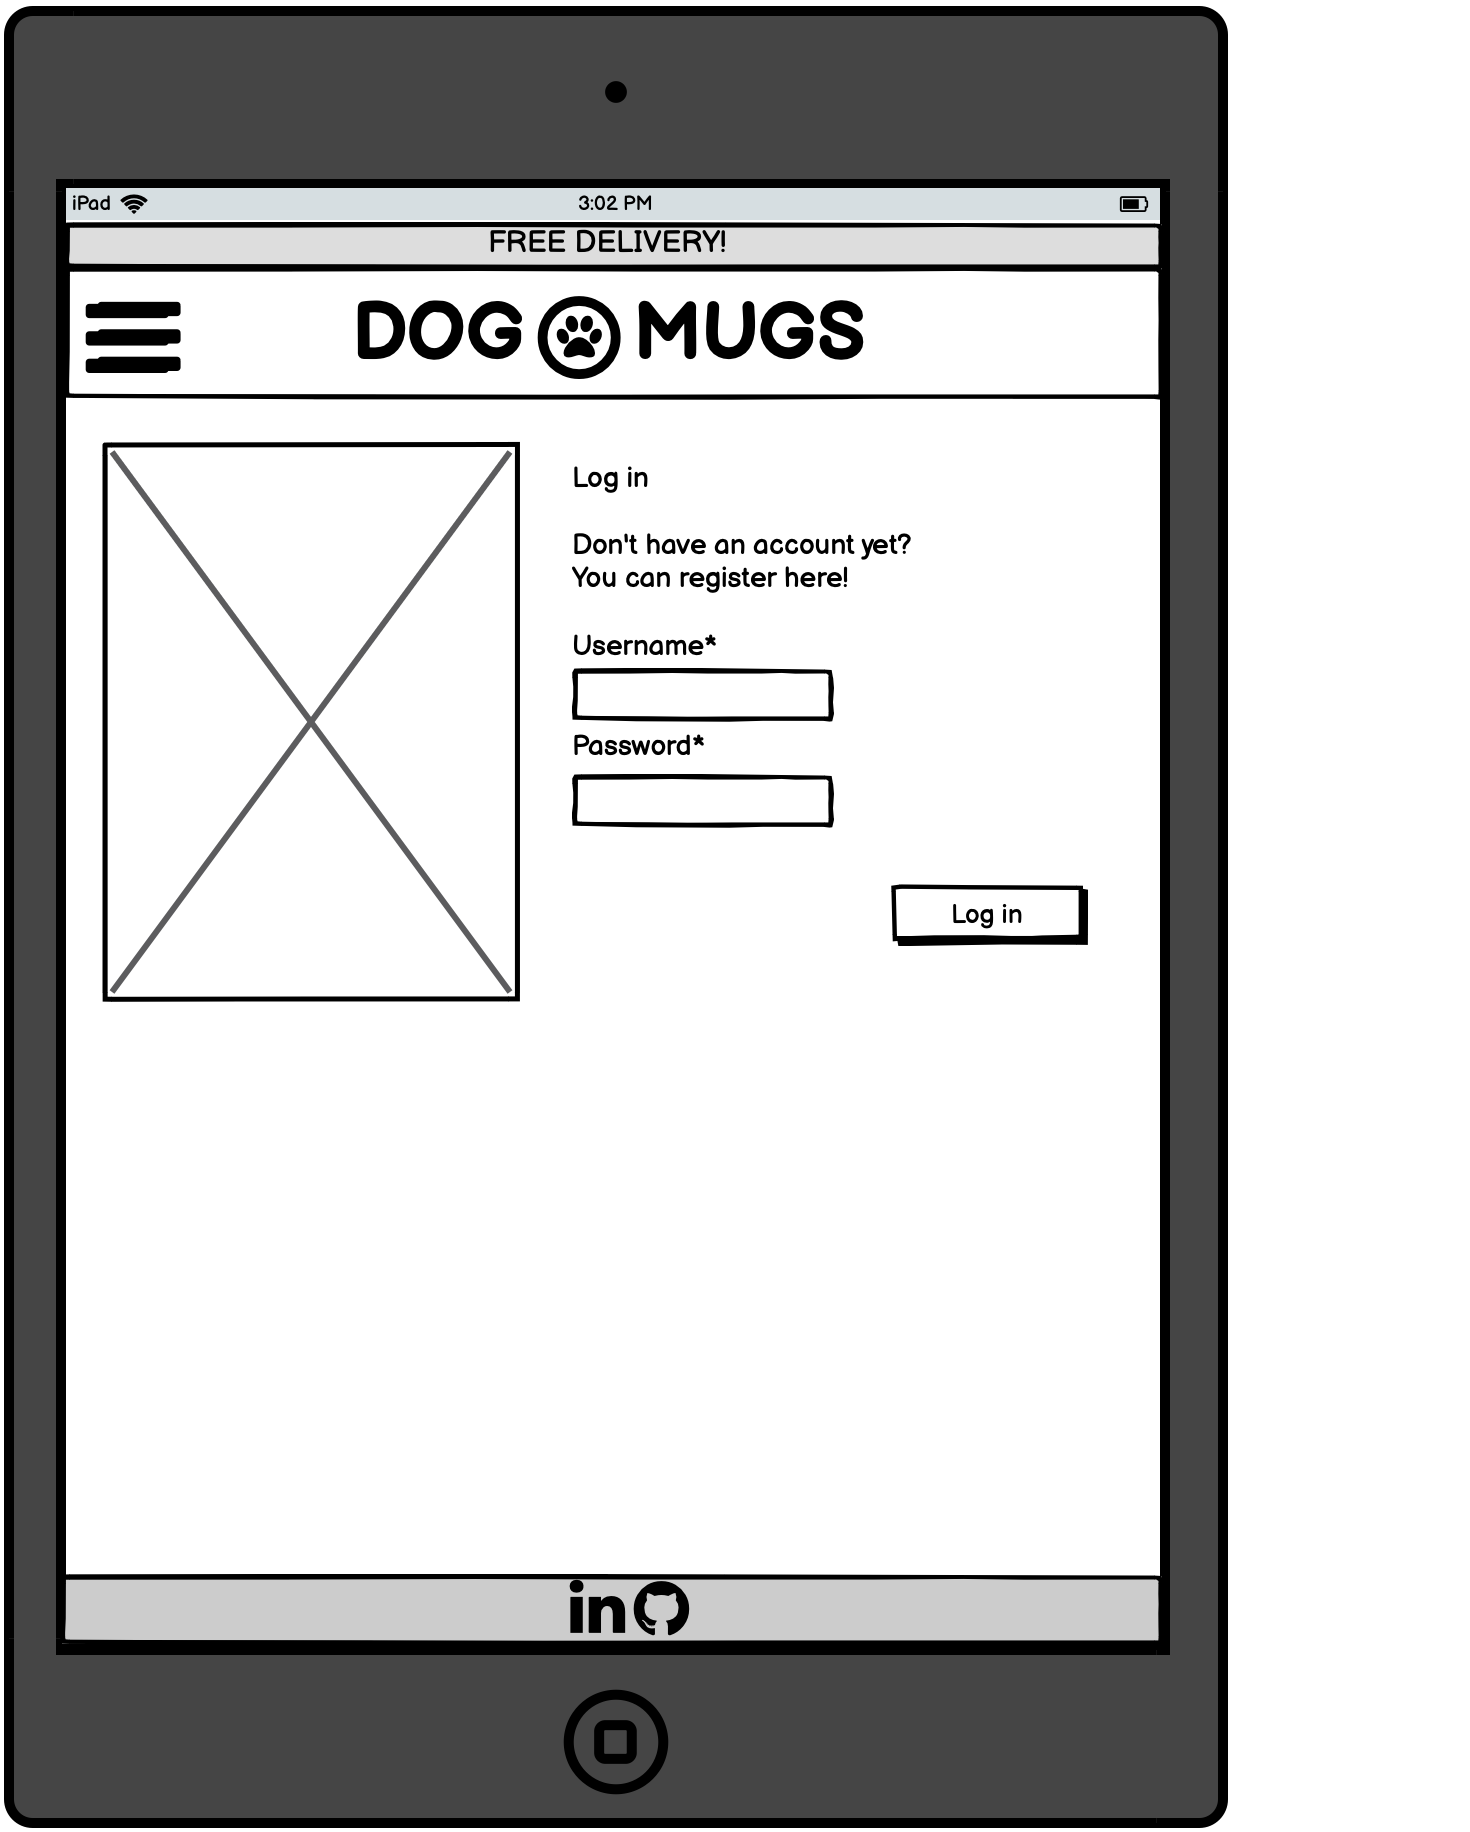 iPad 3:02 PM
FREE DELIVERY!
DOG MUGS
Log in
Don't have an account yet?
You can register here!
Username*
Password*
Log in
in